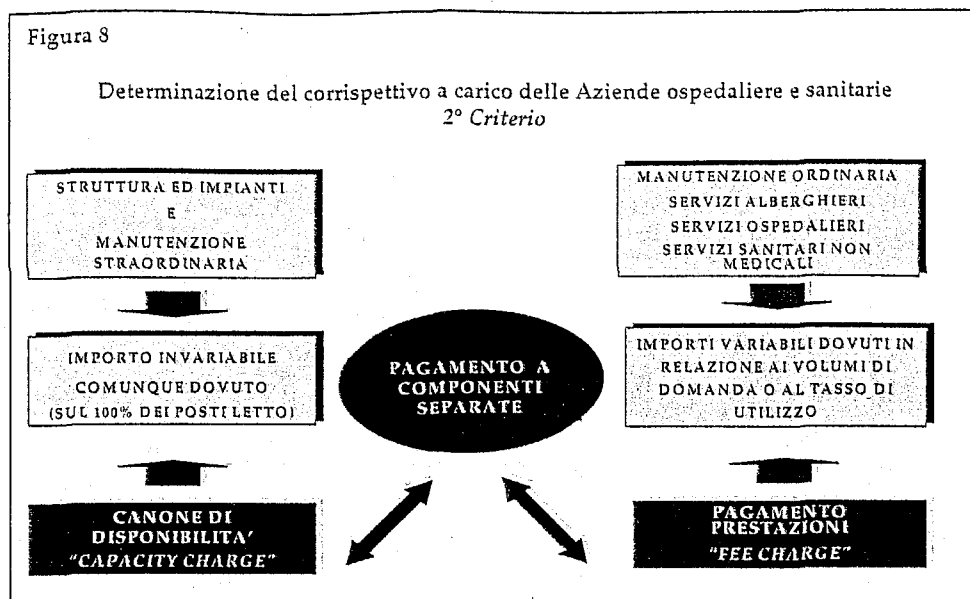 Figura 8
Determinazione del corrispettivo a carico delle Aziende ospedaliere e sanitarie
2° Criterio
STRUTTURA ED IMPIANTI
E
MANUTENZIONE
STRAORDINARIA
MANUTENZIONE ORDINARIA
SERVIZI ALBERGHIERI
SERVIZI OSPEDALIERI
SERVIZI SANITARI NON
MEDICALI
IMPORTO INVARIABILE
COMUNQUE DOVUTO
(SUL 100% DEI POSTI LETTO)
PAGAMENTO A
COMPONENTI
SEPARATE
IMPORTI VARIABILI DOVUTI IN
RELAZIONE AI VOLUMI DI
DOMANDA O AL TASSO DI
UTILIZZO
CANONE DI
DISPONIBILITA'
"CAPACITY CHARGE"
PAGAMENTO
PRESTAZIONI
"FEE CHARGE"